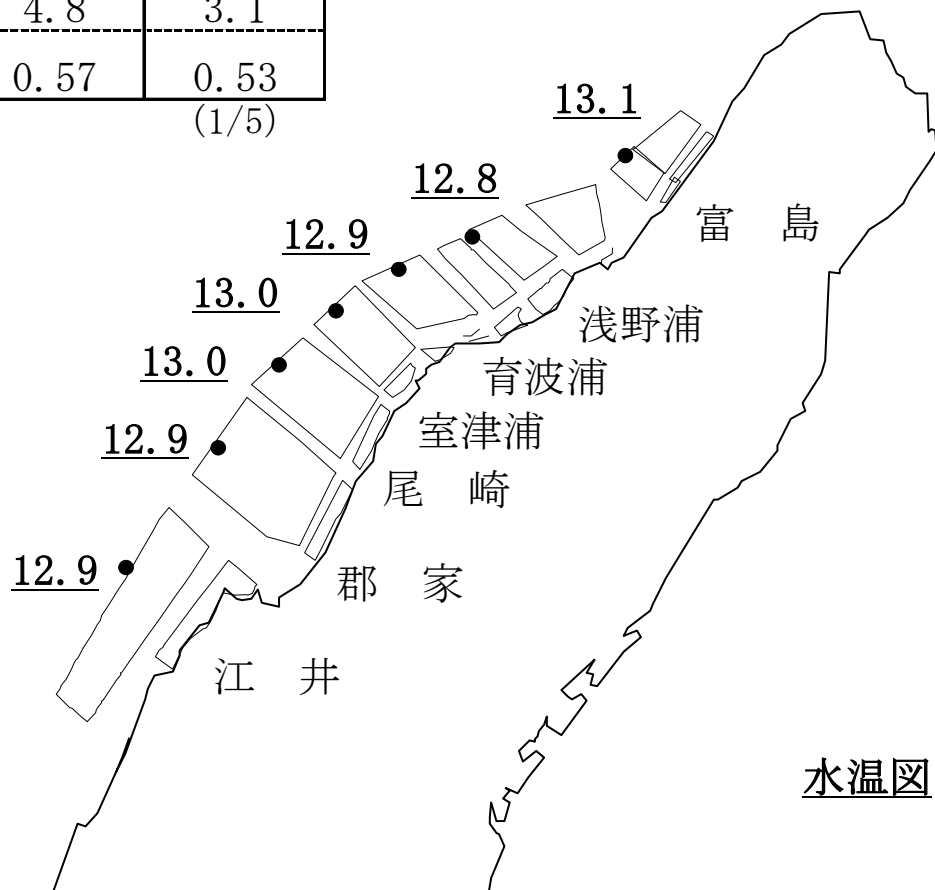 4.8 3.1
0.57 0.53
(1/5)
13.1
12.8
富 島
12.9
13.0
浅野浦
13.0
育波浦
12.9
室津浦
尾 崎
12.9
郡 家
江 井
水温図